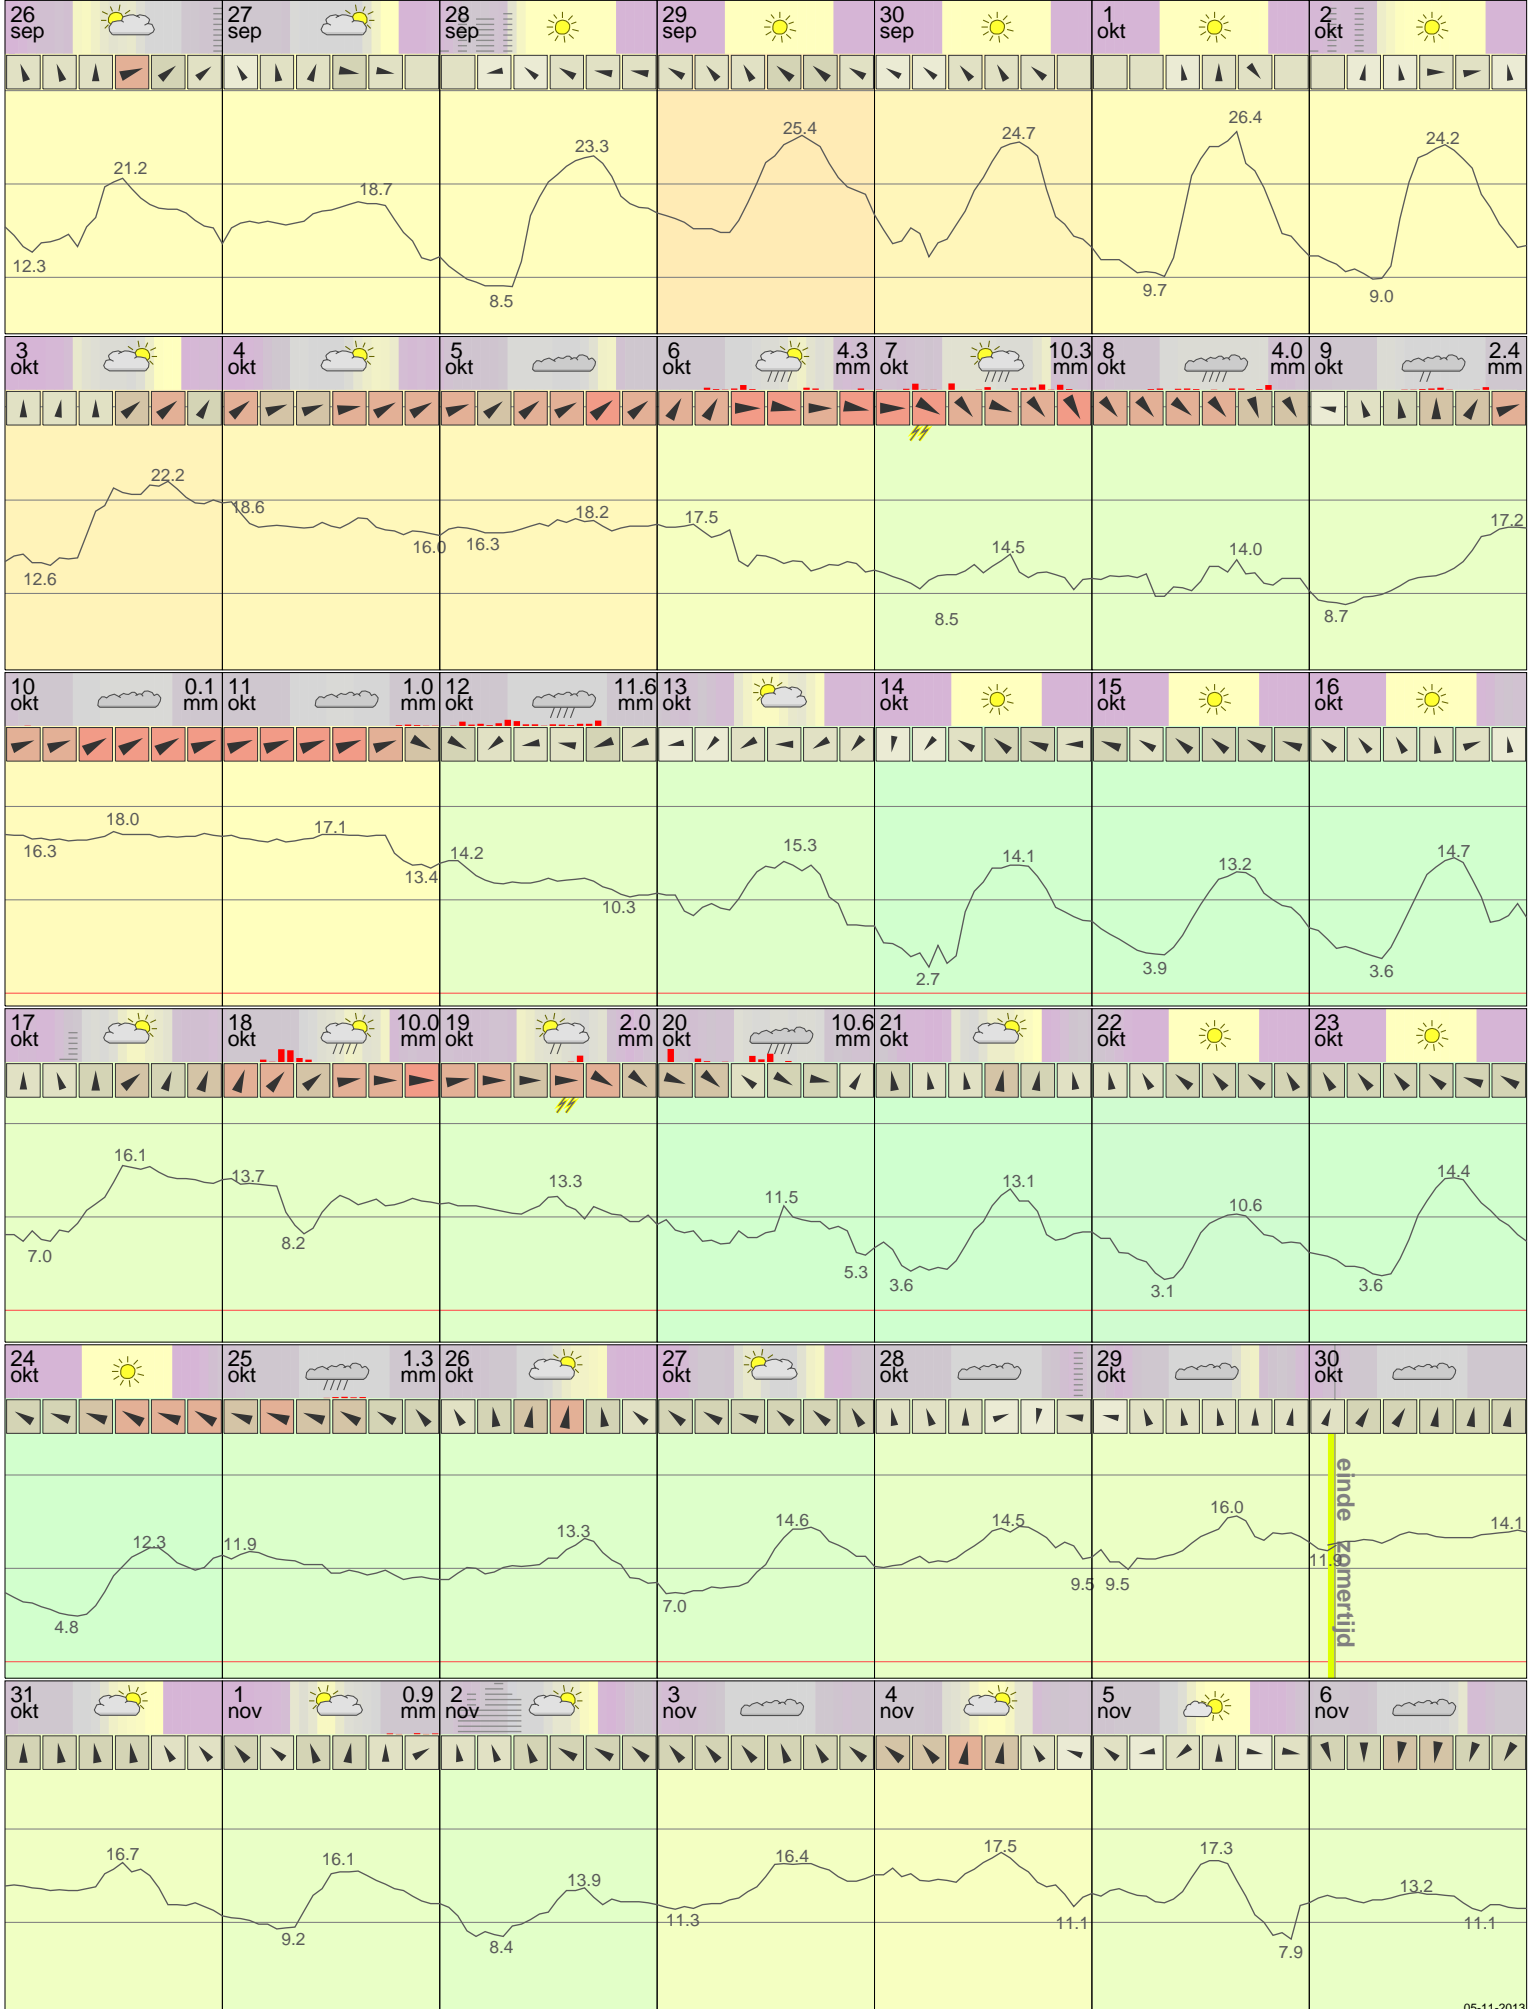 26 27 28 29 30 1 2
sep sep sep sep sep okt okt
21.2 18.7 23.3 25.4 24.7 26.4 24.2
12.3 8.5 9.7 9.0
3 4 5 6 4.3 7 10.3 8 4.0 9 2.4
okt okt okt okt mm okt mm okt mm okt mm
22.2 18.6 18.2 17.5 14.5 14.0 17.2
12.6 16.0 16.3 8.5 8.7
10 0.1 11 1.0 12 11.6 13 14 15 16
okt mm okt mm okt mm okt okt okt okt
18.0 17.1 14.2 15.3 14.1 13.2 14.7
16.3 13.4 10.3 2.7 3.9 3.6
17 18 10.0 19 2.0 20 10.6 21 22 23
okt okt mm okt mm okt mm okt okt okt
16.1 13.7 13.3 11.5 13.1 10.6 14.4
7.0 8.2 5.3 3.6 3.1 3.6
24 25 1.3 26 27 28 29 30
okt okt mm okt okt okt okt okt
12.3 11.9 13.3 14.6 14.5 16.0 14.1
4.8 7.0 9.5 9.5 11.9
einde zomertijd
31 1 0.9 2 3 4 5 6
okt nov mm nov nov nov nov nov
16.7 16.1 13.9 16.4 17.5 17.3 13.2
9.2 8.4 11.3 11.1 7.9 11.1
05-11-2013